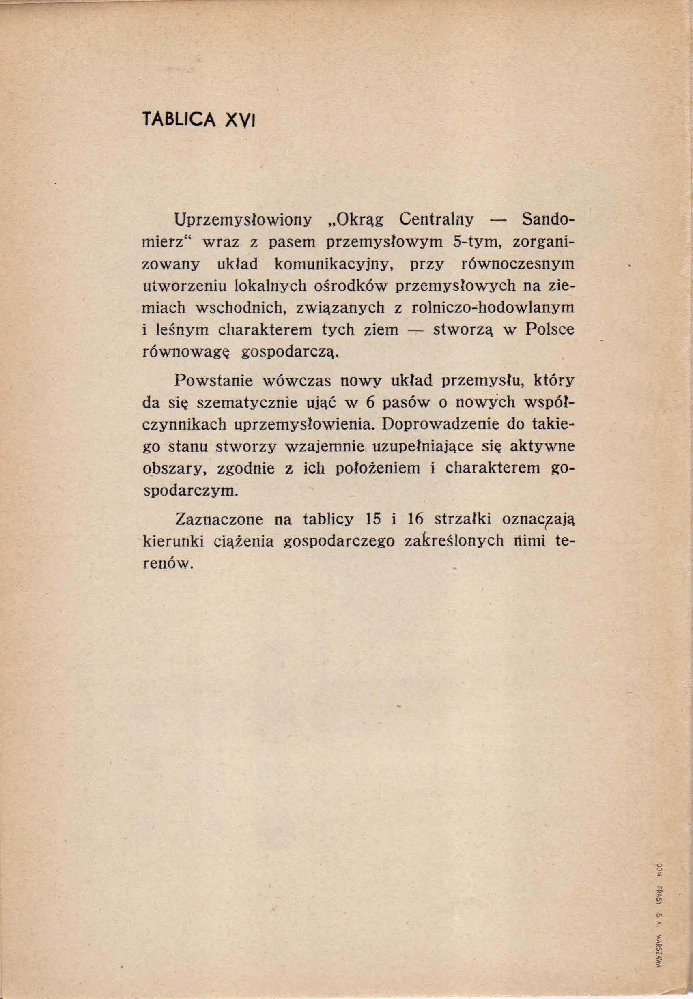 TABLICA XVI
Uprzemysłowiony „Okrąg Centralny — Sando-
mierz“ wraz z pasem przemysłowym 5-tym, zorgani-
zowany układ komunikacyjny, przy równoczesnym
utworzeniu lokalnych ośrodków przemysłowych na zie-
miach wschodnich, związanych z rolniczo-hodowlanym
i leśnym charakterem tych ziem — stworzą w Polsce
równowagę gospodarczą.
Powstanie wówczas nowy układ przemysłu, który
da się szematycznie ująć w 6 pasów o nowych współ-
czynnikach uprzemysłowienia. Doprowadzenie do takie-
go stanu stworzy wzajemnie uzupełniające się aktywne
obszary, zgodnie z ich położeniem i charakterem go-
spodarczym.
Zaznaczone na tablicy 15 i 16 strzałki oznaczają
kierunki ciążenia gospodarczego zakreślonych nimi te-
renów.
DOM PRASY S.A. WARSZAWA